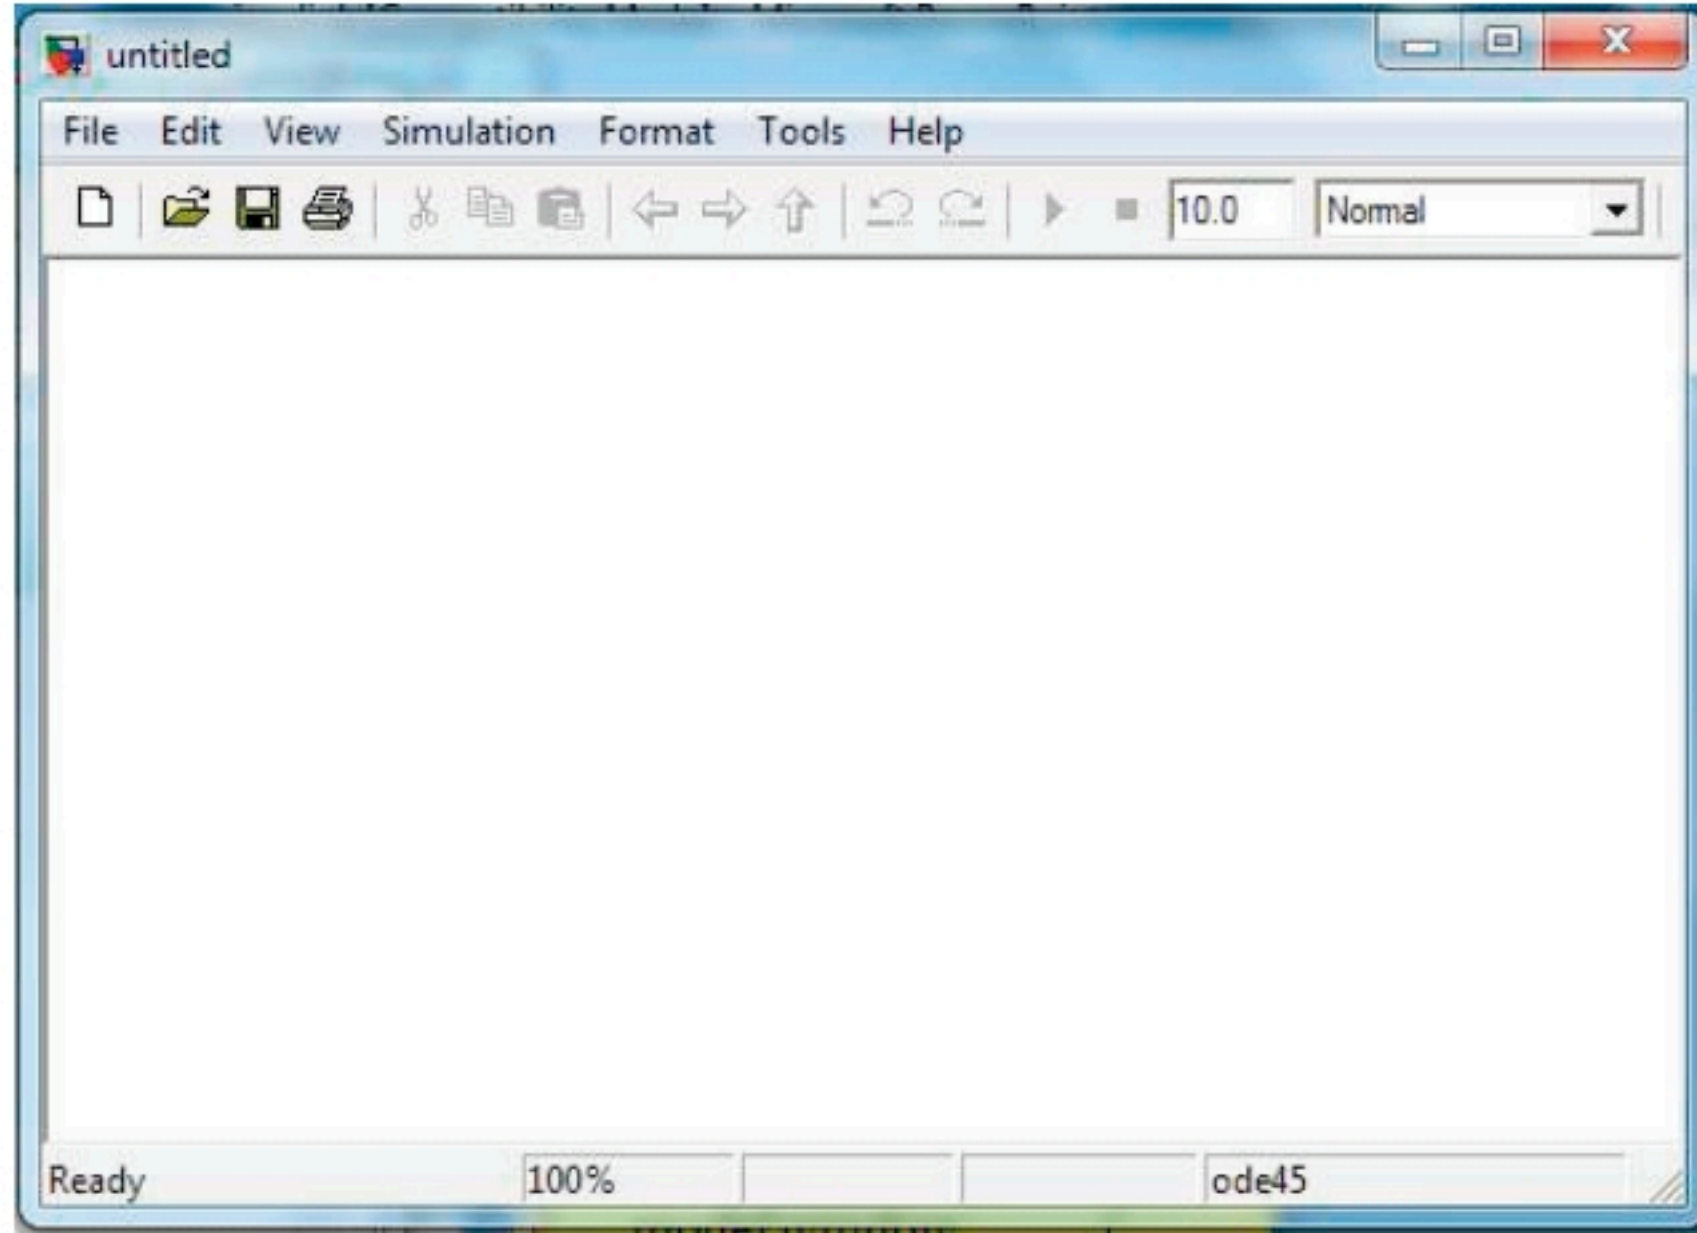 untitled
File Edit View Simulation Format Tools Help
10.0 Normal
Ready 100% ode45